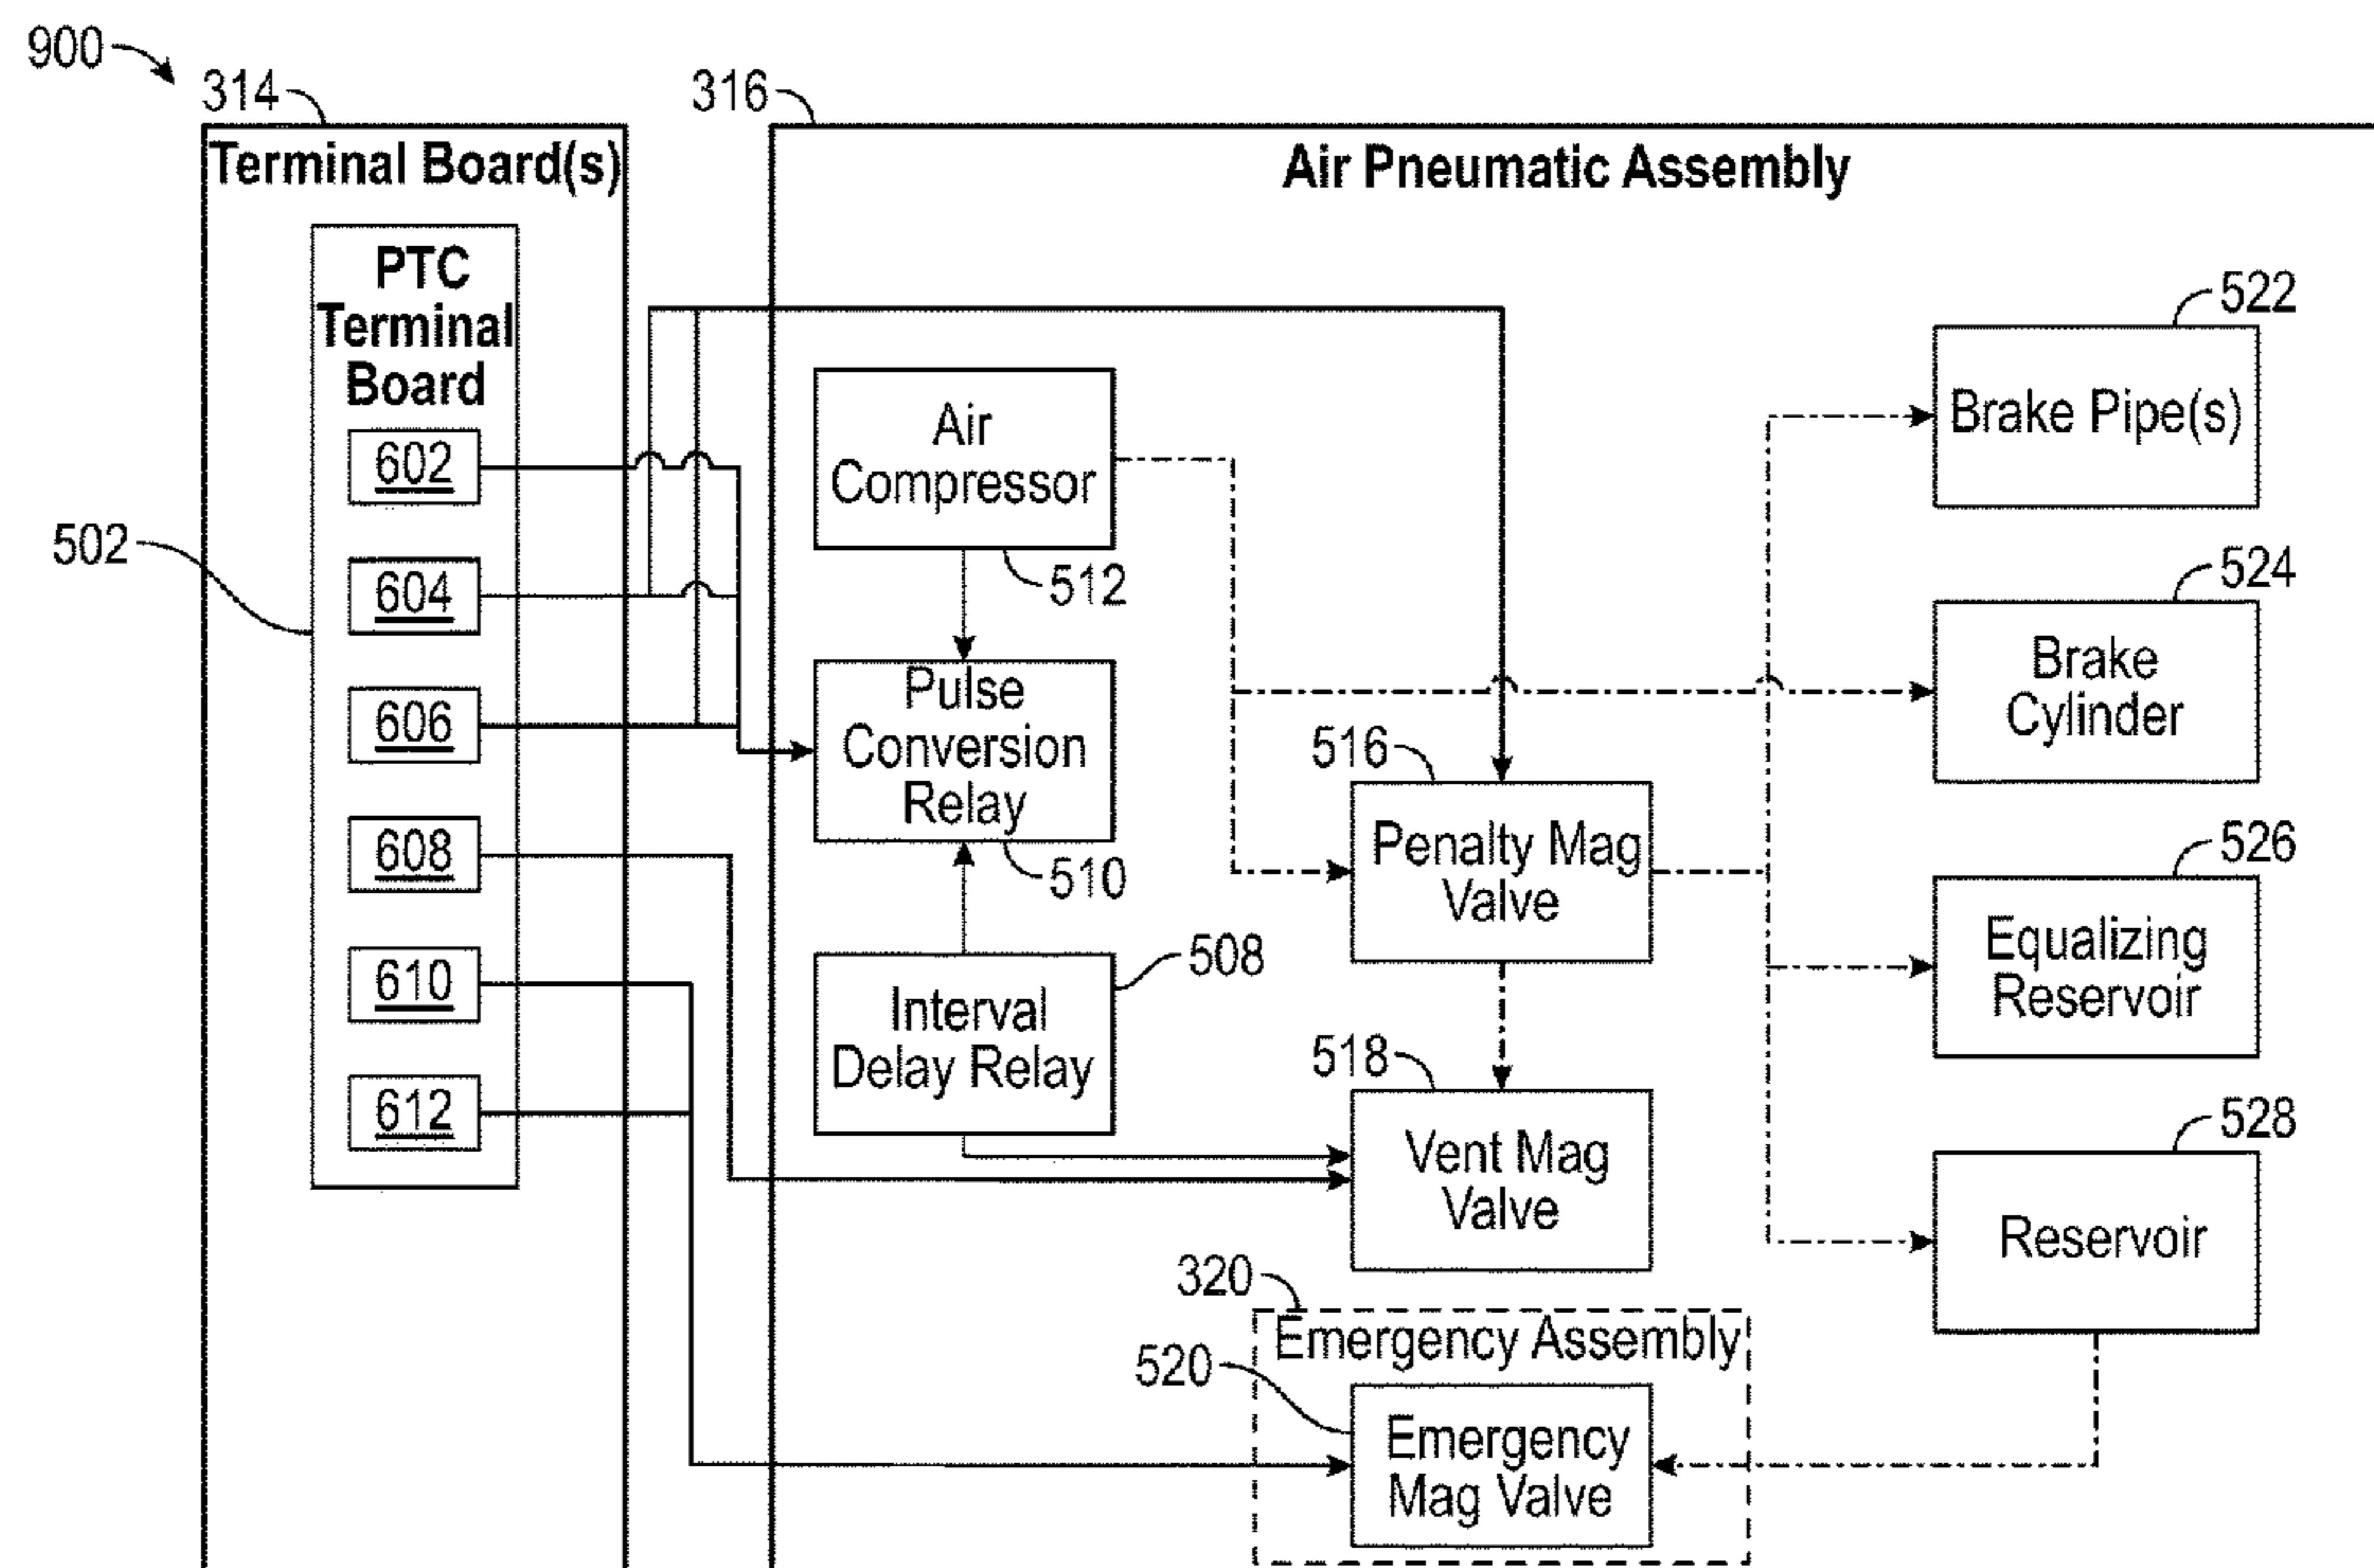 900
314
316
Terminal Board(s)
Air Pneumatic Assembly
PTC
Terminal
Board
602
604
606
608
610
612
502
Air
Compressor
512
Pulse
Conversion
Relay
510
Interval
Delay Relay
508
516
Penalty Mag
Valve
518
Vent Mag
Valve
320
Emergency Assembly
520
Emergency
Mag Valve
522
Brake Pipe(s)
524
Brake
Cylinder
526
Equalizing
Reservoir
528
Reservoir